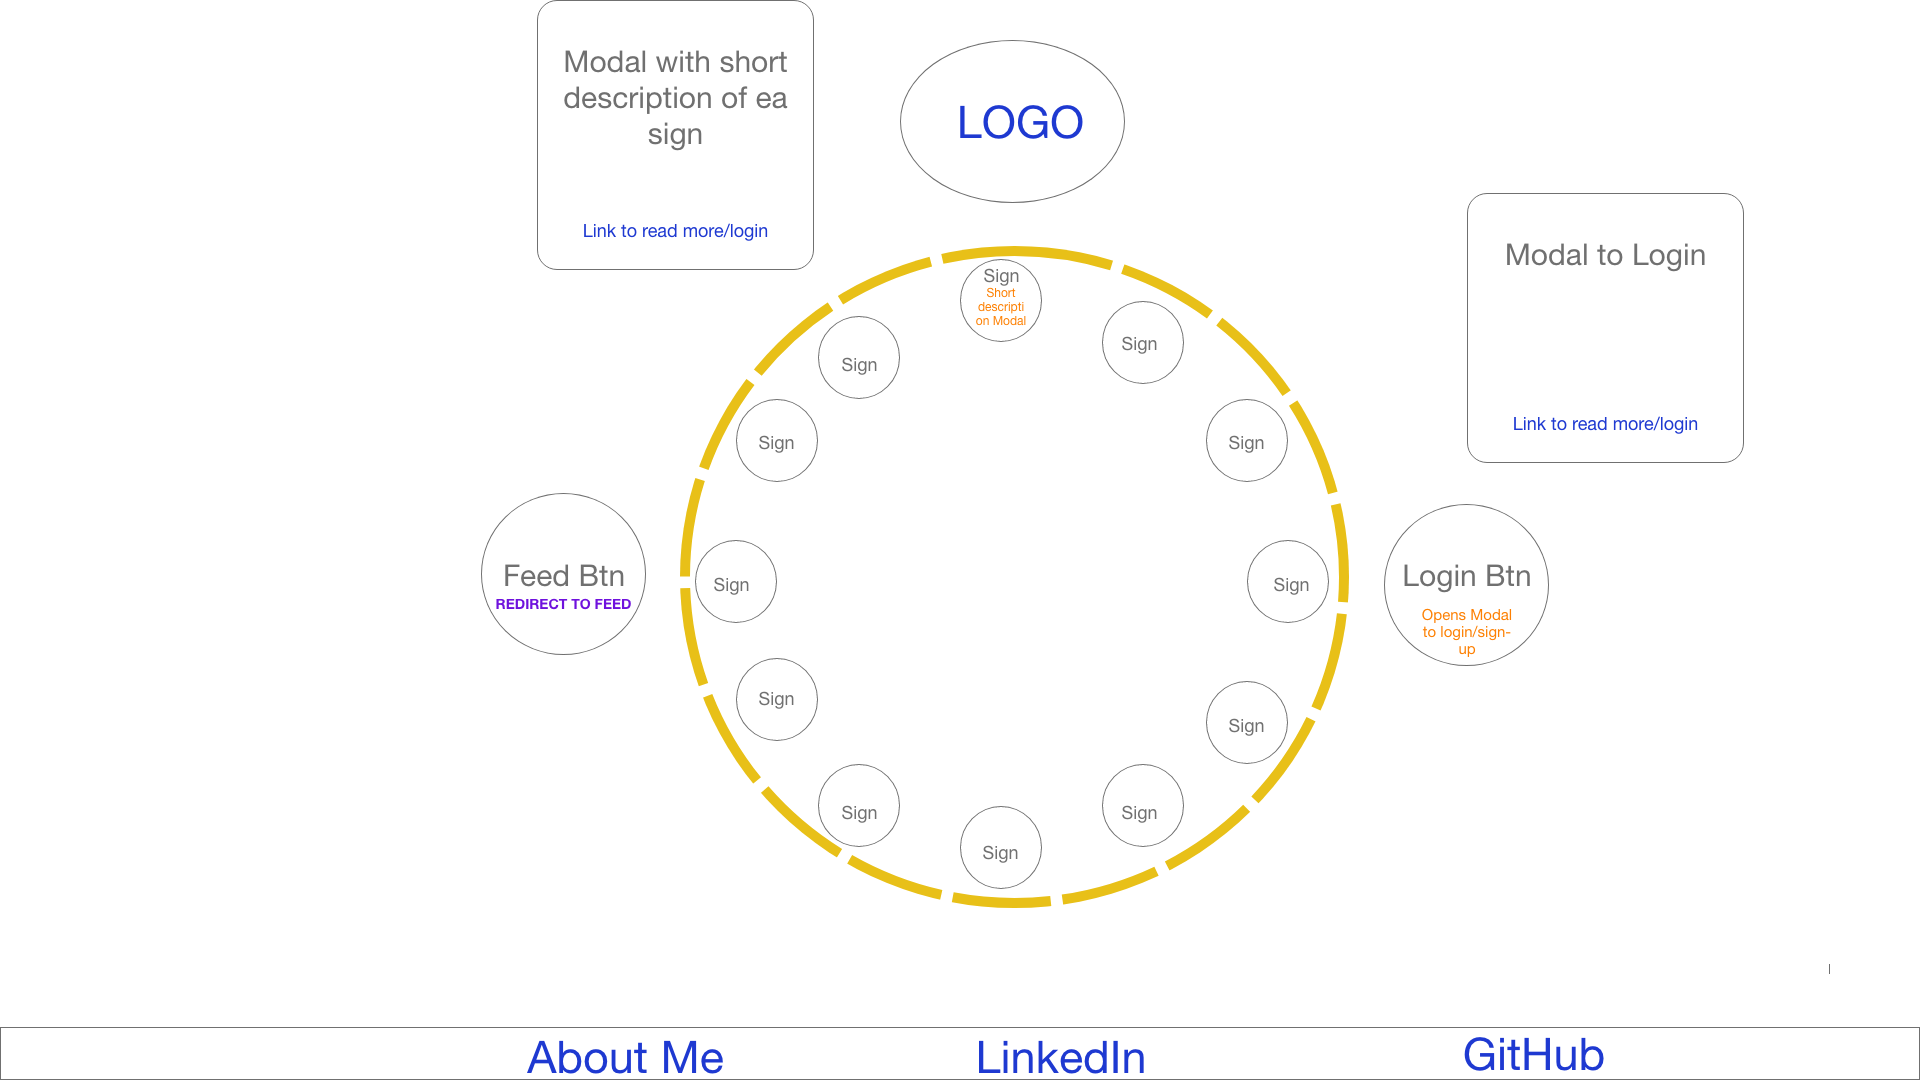 Modal with short
description of ea
sign
Link to read more/login
LOGO
Modal to Login
Link to read more/login
Sign
Short
descripti
on Modal
Sign
Sign
Sign
Sign
Sign
Sign
Sign
Sign
Sign
Sign
Sign
Sign
Feed Btn
REDIRECT TO FEED
Login Btn
Opens Modal
to login/sign-
up
About Me
LinkedIn
GitHub